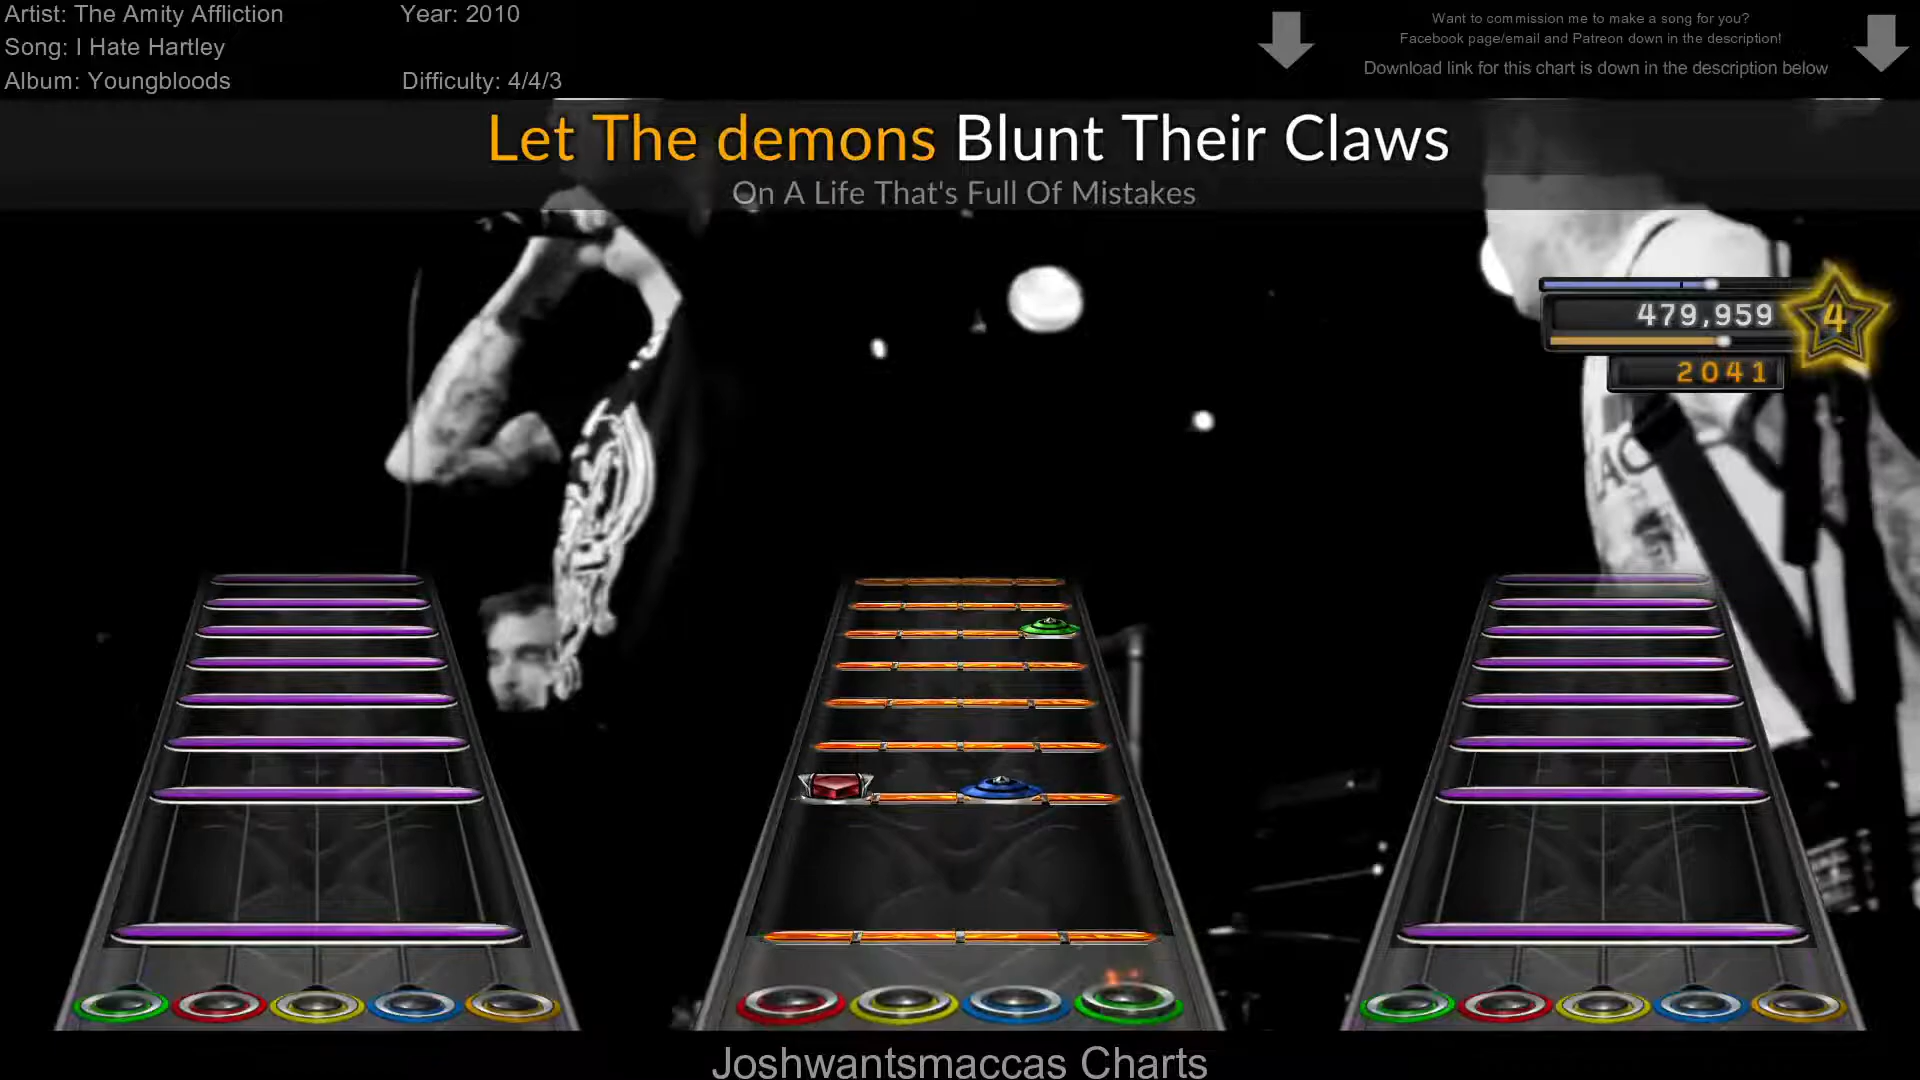 Artist: The Amity Affliction
Year: 2010
Song: I Hate Hartley
Album: Youngbloods
Difficulty: 4/4/3
Want to commission me to make a song for you?
Facebook page/email and Patreon down in the description!
Download link for this chart is down in the description below
Let The demons Blunt Their Claws
On A Life That's Full Of Mistakes
479,959
4
2041
Joshwantsmaccas Charts